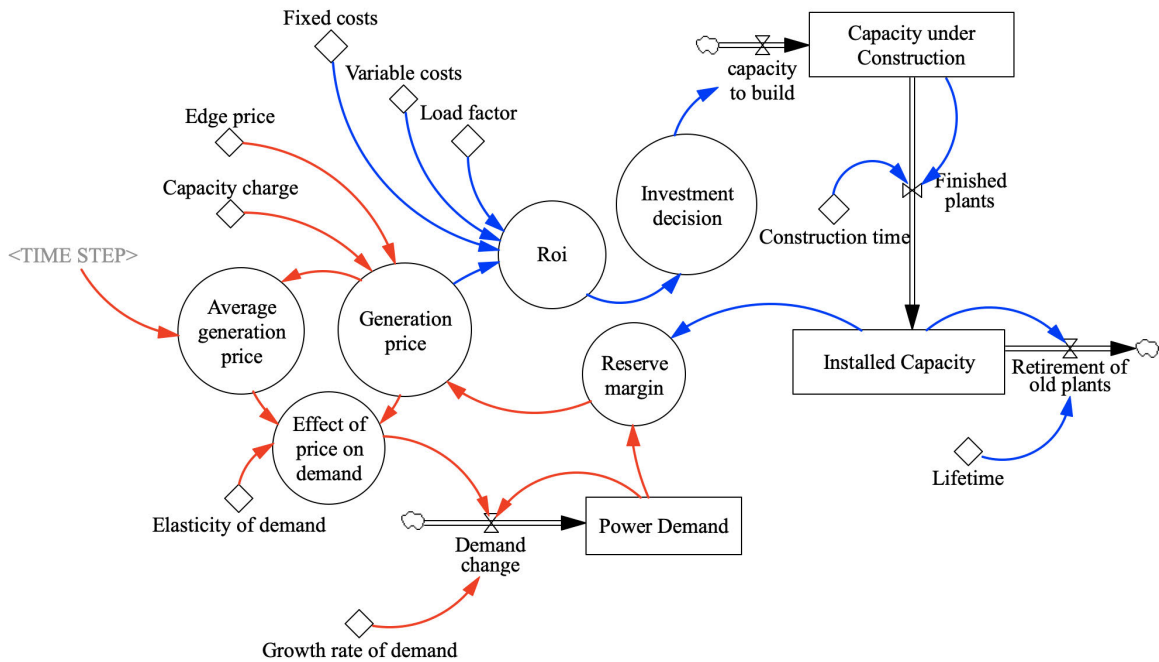 Fixed costs
Variable costs
Load factor
Edge price
Capacity charge
<TIME STEP>
Average
generation
price
Generation
price
Effect of
price on
demand
Elasticity of demand
Roi
Investment
decision
capacity
to build
Capacity under
Construction
Finished
plants
Construction time
Reserve
margin
Installed Capacity
Retirement of
old plants
Lifetime
Power Demand
Demand
change
Growth rate of demand